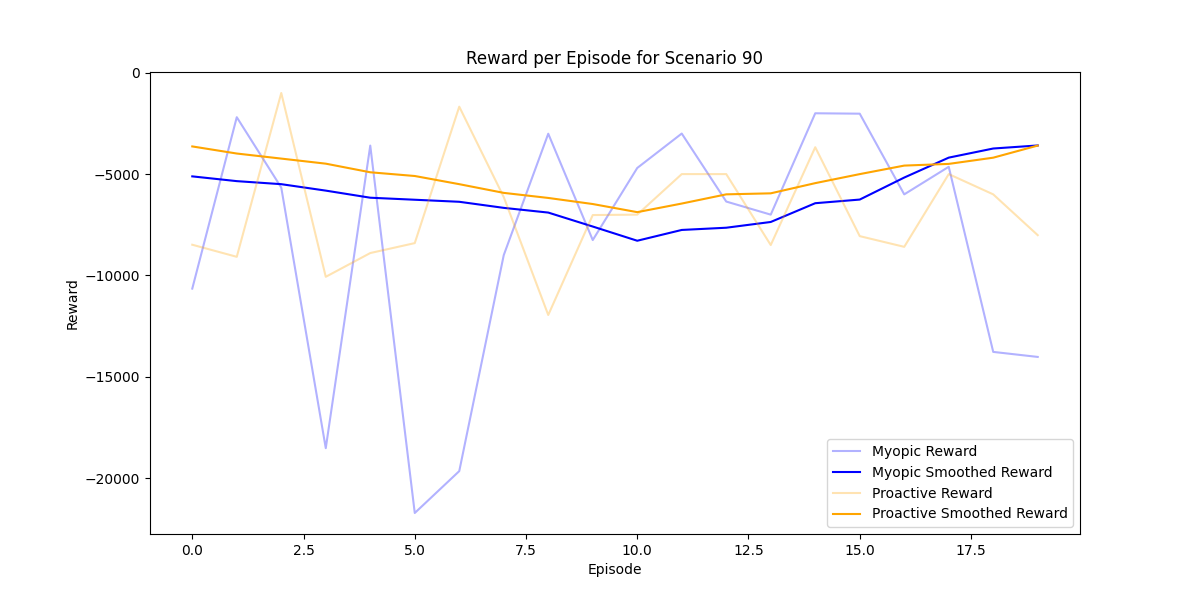 Reward per Episode for Scenario 90
Reward
0
−5000
−10000
−15000
−20000
0.0 2.5 5.0 7.5 10.0 12.5 15.0 17.5
Episode
Myopic Reward
Myopic Smoothed Reward
Proactive Reward
Proactive Smoothed Reward